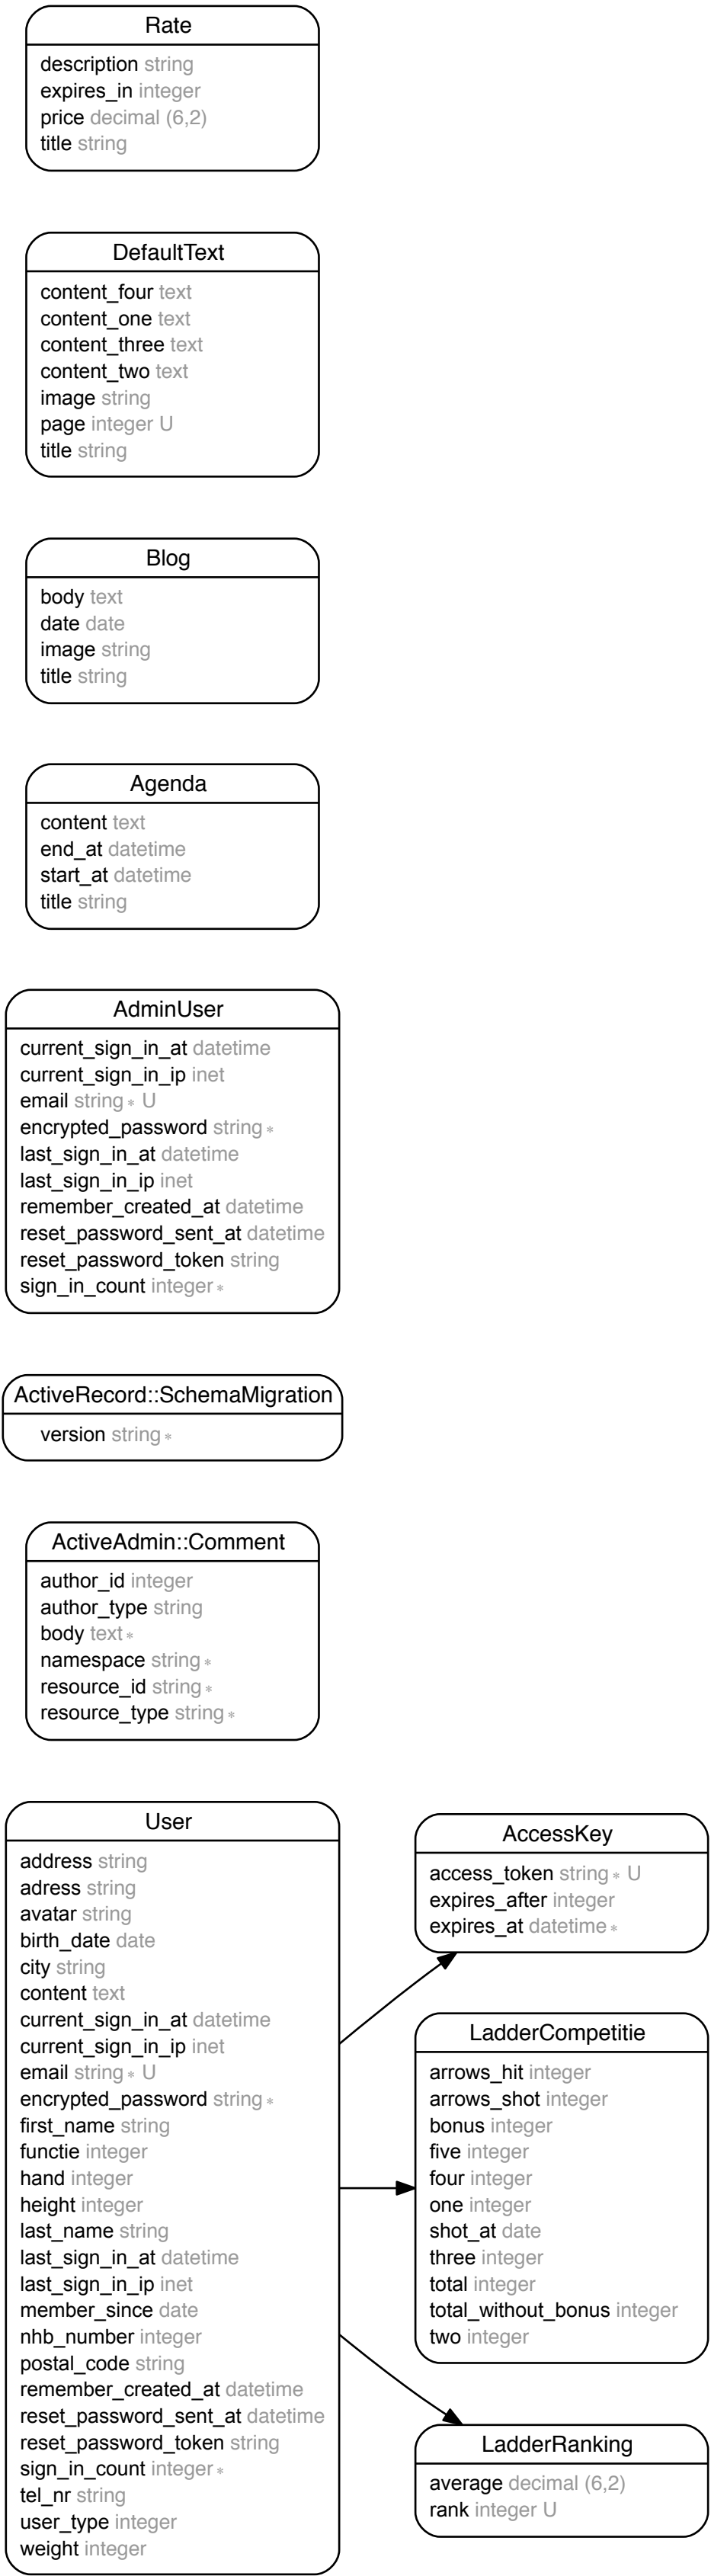 Rate
description string
expires_in integer
price decimal (6,2)
title string
DefaultText
content_four text
content_one text
content_three text
content_two text
image string
page integer U
title string
Blog
body text
date date
image string
title string
Agenda
content text
end_at datetime
start_at datetime
title string
AdminUser
current_sign_in_at datetime
current_sign_in_ip inet
email string ∗ U
encrypted_password string ∗
last_sign_in_at datetime
last_sign_in_ip inet
remember_created_at datetime
reset_password_sent_at datetime
reset_password_token string
sign_in_count integer ∗
ActiveRecord::SchemaMigration
version string ∗
ActiveAdmin::Comment
author_id integer
author_type string
body text ∗
namespace string ∗
resource_id string ∗
resource_type string ∗
User
address string
adress string
avatar string
birth_date date
city string
content text
current_sign_in_at datetime
current_sign_in_ip inet
email string ∗ U
encrypted_password string ∗
first_name string
functie integer
hand integer
height integer
last_name string
last_sign_in_at datetime
last_sign_in_ip inet
member_since date
nhb_number integer
postal_code string
remember_created_at datetime
reset_password_sent_at datetime
reset_password_token string
sign_in_count integer ∗
tel_nr string
user_type integer
weight integer
AccessKey
access_token string ∗ U
expires_after integer
expires_at datetime ∗
LadderCompetitie
arrows_hit integer
arrows_shot integer
bonus integer
five integer
four integer
one integer
shot_at date
three integer
total integer
total_without_bonus integer
two integer
LadderRanking
average decimal (6,2)
rank integer U